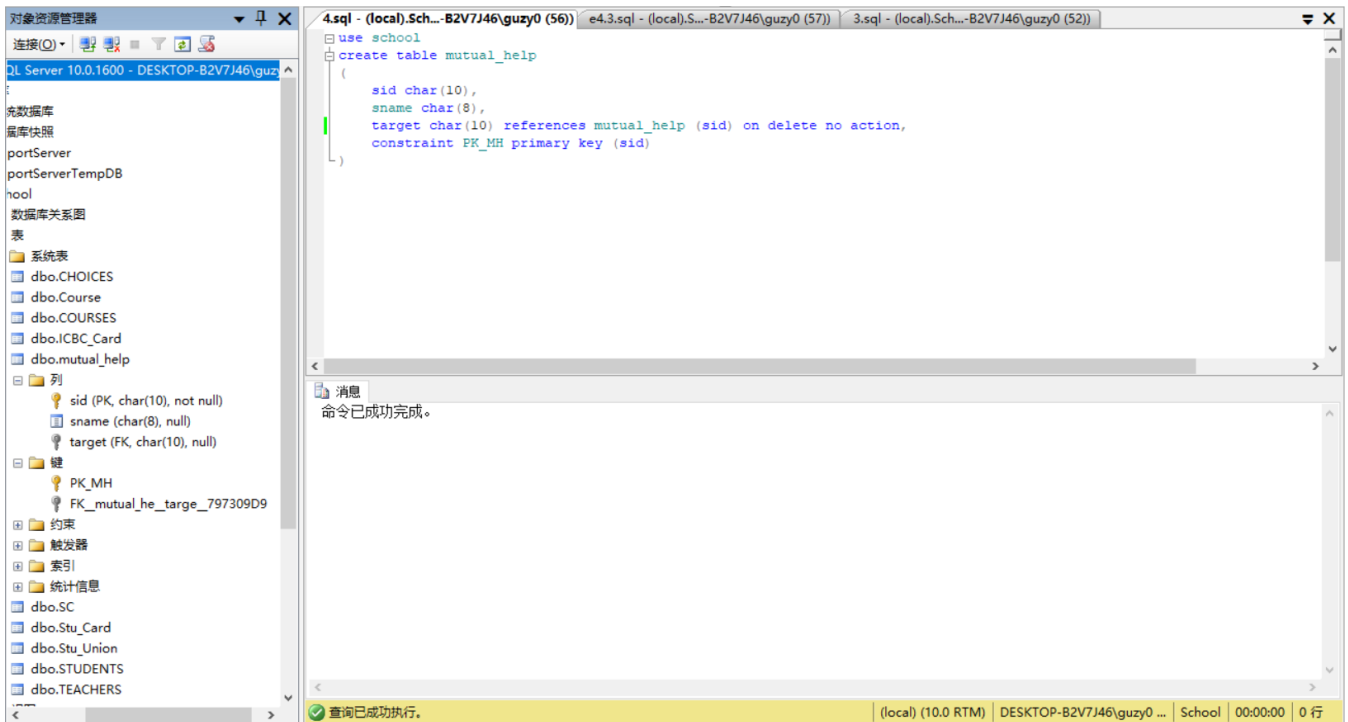 对象资源管理器
连接(O)
QL Server 10.0.1600 - DESKTOP-B2V7J46\guzy
充数据库
居库快照
portServer
portServerTempDB
hool
数据库关系图
表
系统表
dbo.CHOICES
dbo.Course
dbo.COURSES
dbo.ICBC_Card
dbo.mutual_help
列
sid (PK, char(10), not null)
sname (char(8), null)
target (FK, char(10), null)
键
PK_MH
FK__mutual_he__targe__797309D9
约束
触发器
索引
统计信息
dbo.SC
dbo.Stu_Card
dbo.Stu_Union
dbo.STUDENTS
dbo.TEACHERS
4.sql - (local).Sch...-B2V7J46\guzy0 (56))
e4.3.sql - (local).S...-B2V7J46\guzy0 (57))
3.sql - (local).Sch...-B2V7J46\guzy0 (52))
use school
create table mutual_help
(
sid char(10),
sname char(8),
target char(10) references mutual_help (sid) on delete no action,
constraint PK_MH primary key (sid)
)
消息
命令已成功完成。
查询已成功执行。
(local) (10.0 RTM)
DESKTOP-B2V7J46\guzy0 ...
School
00:00:00
0 行